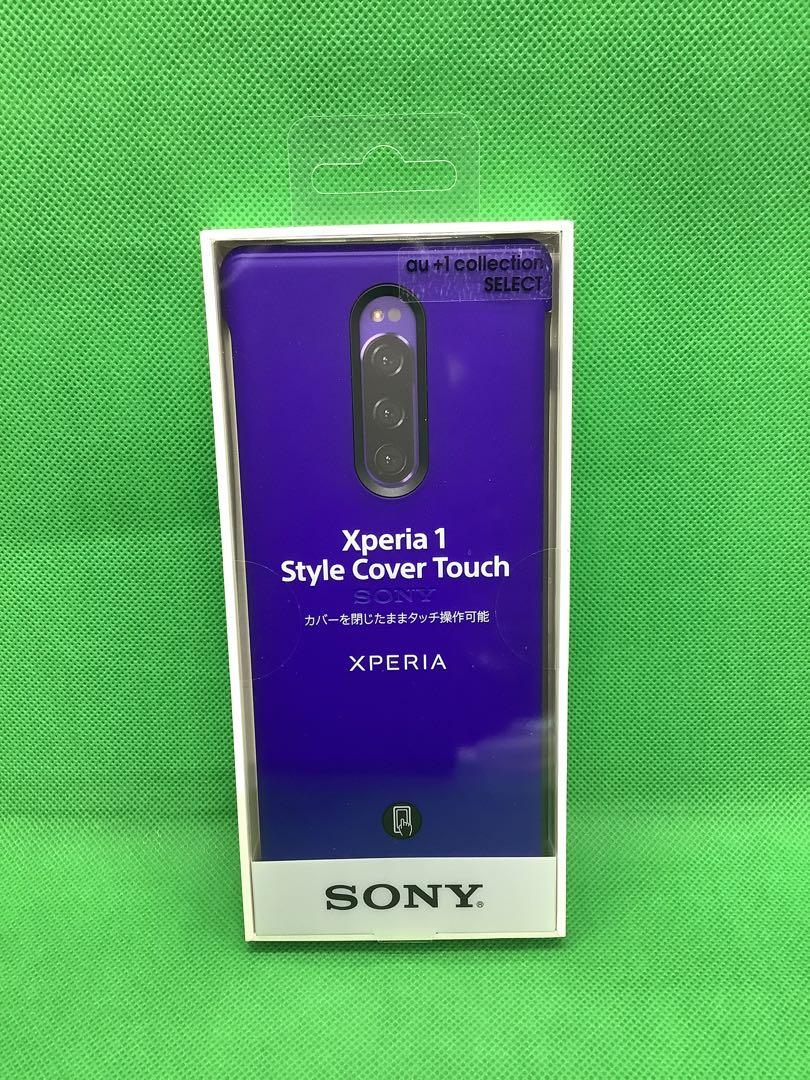 au +1 collection
SELECT
Xperia 1
Style Cover Touch
SONY
カバーを閉じたままタッチ操作可能
XPERIA
SONY®